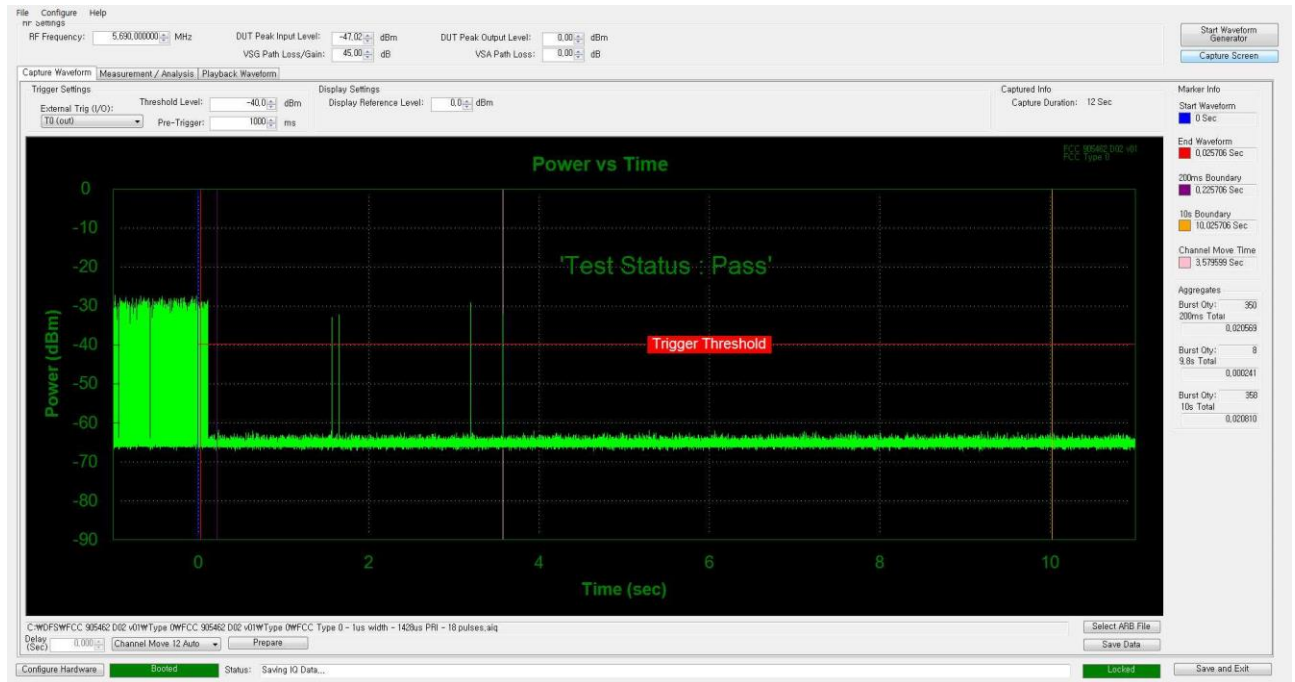 File Configure Help
RF Settings
RF Frequency: 5,690,000000 MHz
DUT Peak Input Level: -47,02 dBm
DUT Peak Output Level: 0,00 dBm
VSG Path Loss/Gain: 45,00 dB
VSA Path Loss: 0,00 dB
Start Waveform Generator
Capture Screen
Capture Waveform Measurement / Analysis Playback Waveform
Trigger Settings
External Trig (I/O):
T0 (out)
Threshold Level: -40,0 dBm
Pre-Trigger: 1000 ms
Display Settings
Display Reference Level: 0,0 dBm
Captured Info
Capture Duration: 12 Sec
Marker Info
Start Waveform
0 Sec
End Waveform
0,025706 Sec
200ms Boundary
0,225706 Sec
10s Boundary
10,025706 Sec
Channel Move Time
3,579599 Sec
Aggregates
Burst Qty: 350
200ms Total
0,020569
Burst Qty: 8
9,8s Total
0,000241
Burst Qty: 358
10s Total
0,020810
FCC 905462 D02 v01
FCC Type 0
Power vs Time
'Test Status : Pass'
Trigger Threshold
Power (dBm)
0
-10
-20
-30
-40
-50
-60
-70
-80
-90
0 2 4 6 8 10
Time (sec)
C:₩DFS₩FCC 905462 D02 v01₩Type 0₩FCC 905462 D02 v01₩Type 0₩FCC Type 0 - 1us width - 1428us PRI - 18 pulses,aiq
Select ARB File
Delay (Sec) 0,000
Channel Move 12 Auto
Prepare
Save Data
Configure Hardware
Booted
Status: Saving IQ Data,,,
Locked
Save and Exit